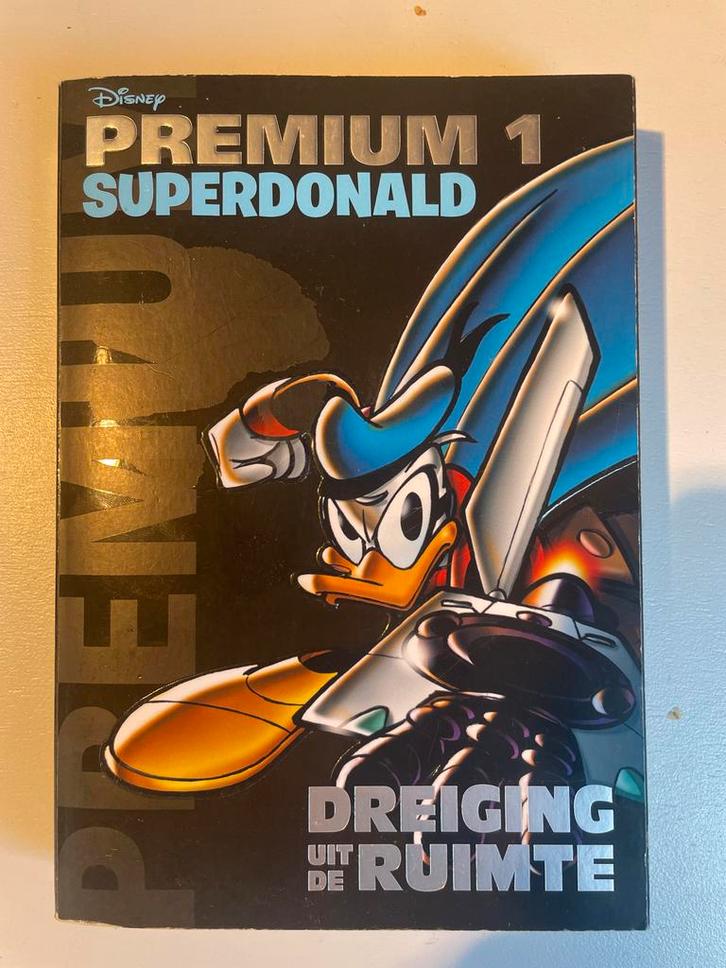 Disney
PREMIUM 1
SUPERDONALD
PREMIUM
DREIGING
UIT DE RUIMTE